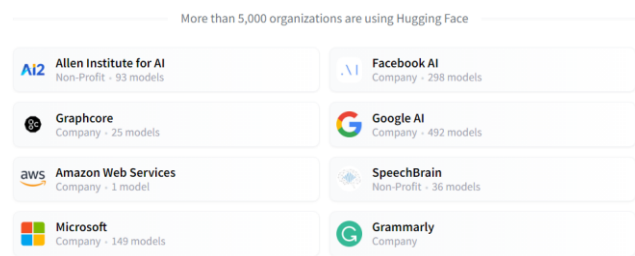 More than 5,000 organizations are using Hugging Face
Ai2
Allen Institute for AI
Non-Profit • 93 models
.\I
Facebook AI
Company • 298 models
Graphcore
Company • 25 models
G
Google AI
Company • 492 models
aws
Amazon Web Services
Company • 1 model
SpeechBrain
Non-Profit • 36 models
Microsoft
Company • 149 models
G
Grammarly
Company